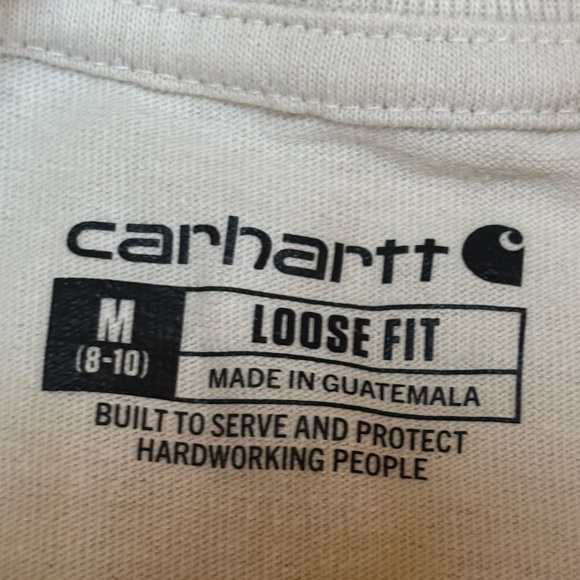 carhartt
M
(8-10)
LOOSE FIT
MADE IN GUATEMALA
BUILT TO SERVE AND PROTECT
HARDWORKING PEOPLE